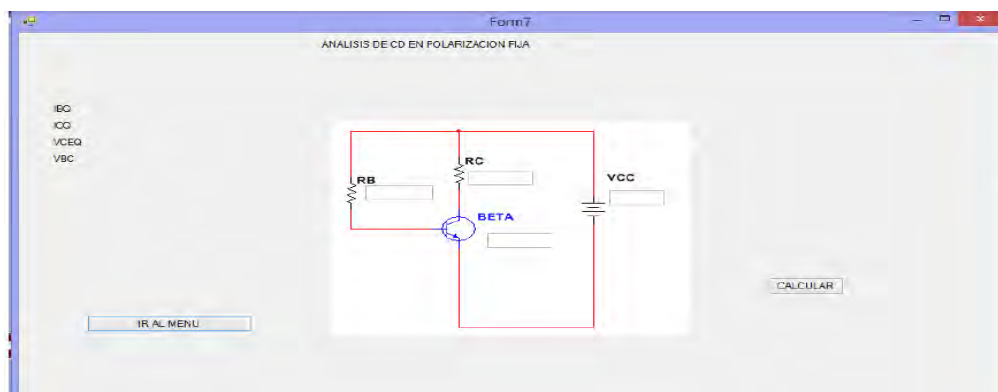 Form7
ANALISIS DE CD EN POLARIZACION FIJA
IBQ
ICQ
VCEQ
VBC
RC
RB
VCC
BETA
CALCULAR
IR AL MENU